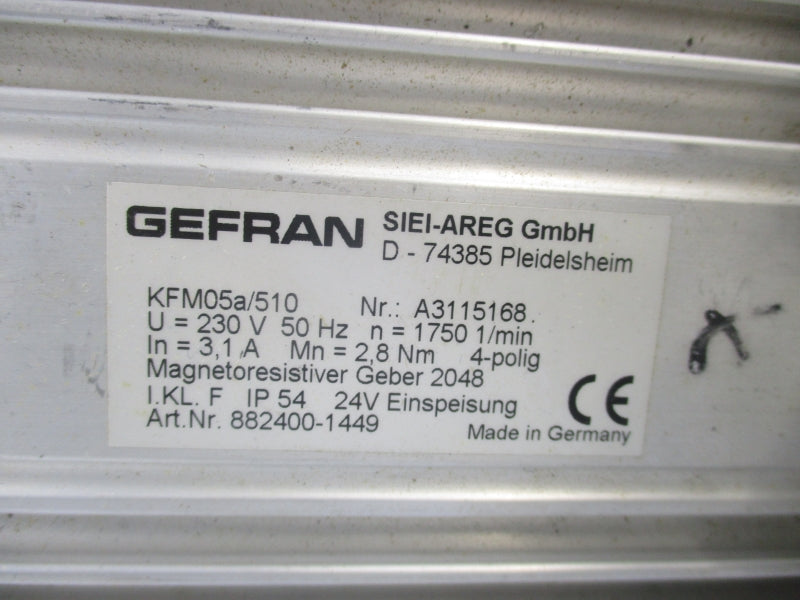 GEFRAN SIEI-AREG GmbH
D - 74385 Pleidelsheim
KFM05a/510 Nr.: A3115168.
U = 230 V 50 Hz n = 1750 1/min
In = 3,1 A Mn = 2,8 Nm 4-polig
Magnetoresistiver Geber 2048
I.KL. F IP 54 24V Einspeisung
Art.Nr. 882400-1449
CE
Made in Germany